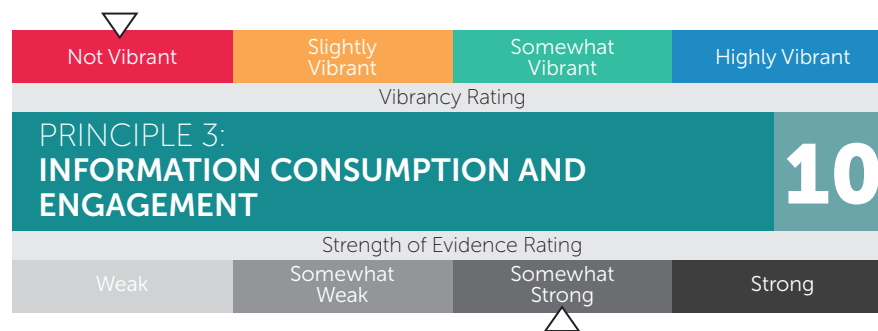 Not Vibrant
Slightly
Vibrant
Somewhat
Vibrant
Highly Vibrant
Vibrancy Rating
PRINCIPLE 3:
INFORMATION CONSUMPTION AND
ENGAGEMENT
10
Strength of Evidence Rating
Weak
Somewhat
Weak
Somewhat
Strong
Strong